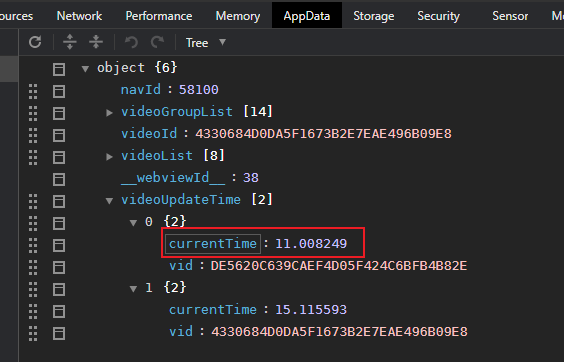 ources Network Performance Memory AppData Storage Security Sensor M
Tree
object {6}
navId : 58100
videoGroupList [14]
videoId : 4330684D0DA5F1673B2E7EAE496B09E8
videoList [8]
__webviewId__ : 38
videoUpdateTime [2]
0 {2}
currentTime : 11.008249
vid : DE5620C639CAEF4D05F424C6BFB4B82E
1 {2}
currentTime : 15.115593
vid : 4330684D0DA5F1673B2E7EAE496B09E8